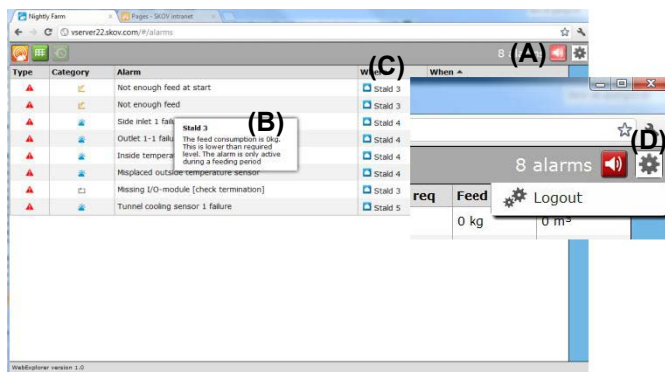 Nightly Farm
Pages - SKOV intranet
vserver22.skov.com/#/alarms
8 alarms
(A)
(C)
Type Category Alarm Where When
Not enough feed at start Stald 3
Not enough feed Stald 3
Side inlet 1 Stald 4
Outlet 1-1 Stald 4
Inside Stald 4
Misplaced outside temperature sensor Stald 4
Missing I/O-module [check termination] Stald 3
Tunnel cooling sensor 1 failure Stald 5
(B)
Stald 3
The feed consumption is 0kg.
This is lower than required
level. The alarm is only active
during a feeding period
(D)
8 alarms
Logout
req Feed
0 kg 0 m³
WebExplorer version 1.0